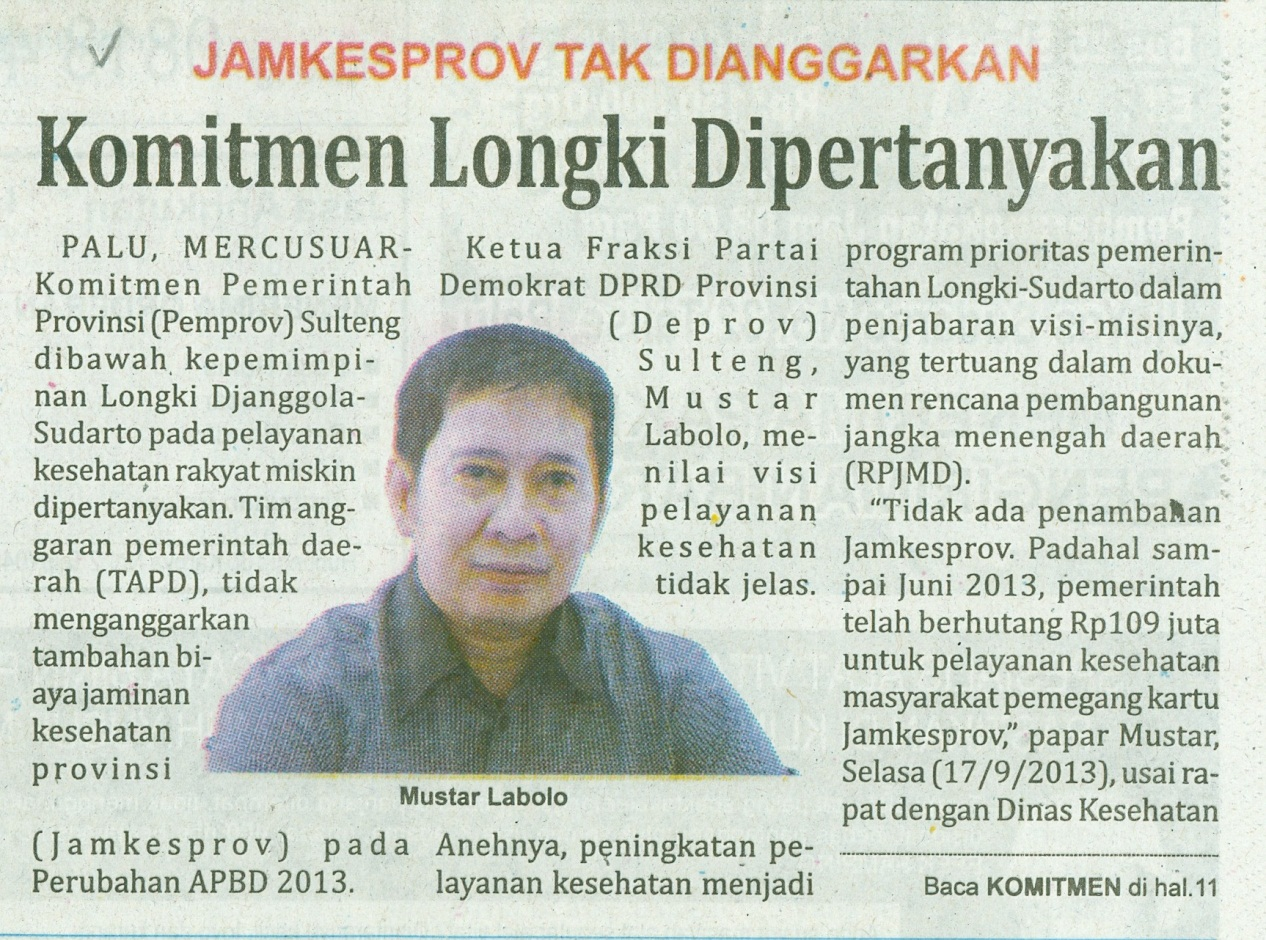 JAMKESPROV TAK DIANGGARKAN
Komitmen Longki Dipertanyakan
PALU, MERCUSUAR-
Komitmen Pemerintah
Provinsi (Pemprov) Sulteng
dibawah kepemimpi-
nan Longki Djanggola-
Sudarto pada pelayanan
kesehatan rakyat miskin
dipertanyakan. Tim ang-
garan pemerintah dae-
rah (TAPD), tidak
menganggarkan
tambahan bi-
aya jaminan
kesehatan
provinsi
(Jamkesprov) pada
Perubahan APBD 2013.
Ketua Fraksi Partai
Demokrat DPRD Provinsi
(Deprov)
Sulteng,
Mustar
Labolo, me-
nilai visi
pelayanan
kesehatan
tidak jelas.
Mustar Labolo
Anehnya, peningkatan pe-
layanan kesehatan menjadi
program prioritas pemerin-
tahan Longki-Sudarto dalam
penjabaran visi-misinya,
yang tertuang dalam doku-
men rencana pembangunan
jangka menengah daerah
(RPJMD).
“Tidak ada penambahan
Jamkesprov. Padahal sam-
pai Juni 2013, pemerintah
telah berhutang Rp109 juta
untuk pelayanan kesehatan
masyarakat pemegang kartu
Jamkesprov,” papar Mustar,
Selasa (17/9/2013), usai ra-
pat dengan Dinas Kesehatan
Baca KOMITMEN di hal.11